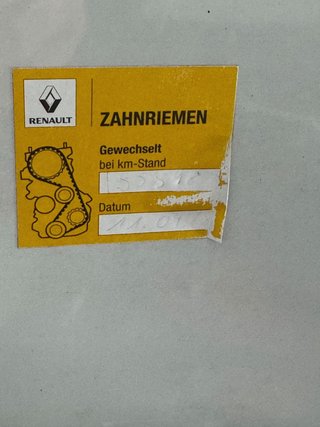 RENAULT
ZAHNRIEMEN
Gewechselt
bei km-Stand
Datum